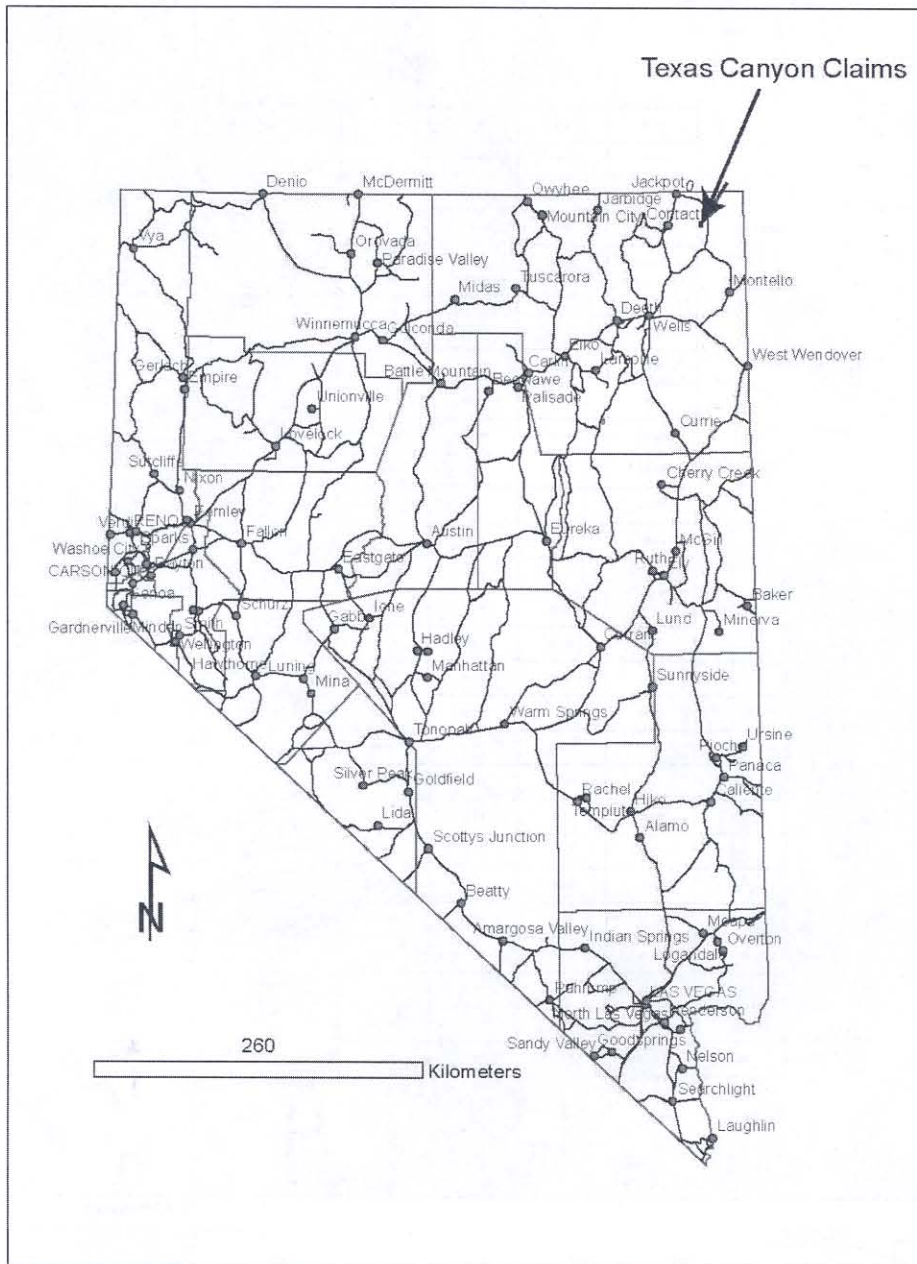 Texas Canyon Claims
Denio
McDermitt
Owyhee
Jackpot
Jarbidge
Mountain City
Contact
Vya
Orovada
Paradise Valley
Tuscarora
Midas
Montello
Deeth
Wells
Winnemucca
Golconda
Elko
West Wendover
Gerlach
Carlin
Lamoille
Empire
Battle Mountain
Beowawe
Palisade
Unionville
Currie
Lovelock
Sutcliffe
Nixon
Cherry Creek
Verdi
RENO
Fernley
Sparks
Fallon
Austin
Eureka
McGill
Washoe City
Ruth
Ely
Eastgate
CARSON
Dayton
Genoa
Baker
Schurz
Ione
Gabbs
Lund
Minerva
Gardnerville
Minden
Smith
Wellington
Hadley
Currant
Hawthorne
Luning
Manhattan
Mina
Sunnyside
Warm Springs
Tonopah
Ursine
Pioche
Panaca
Silver Peak
Goldfield
Rachel
Hiko
Caliente
Tempiute
Lida
Alamo
Scottys Junction
Beatty
Amargosa Valley
Indian Springs
Moapa
Overton
Logandale
Pahrump
LAS VEGAS
North Las Vegas
Henderson
Sandy Valley
Goodsprings
Nelson
Searchlight
Laughlin
N
260
Kilometers